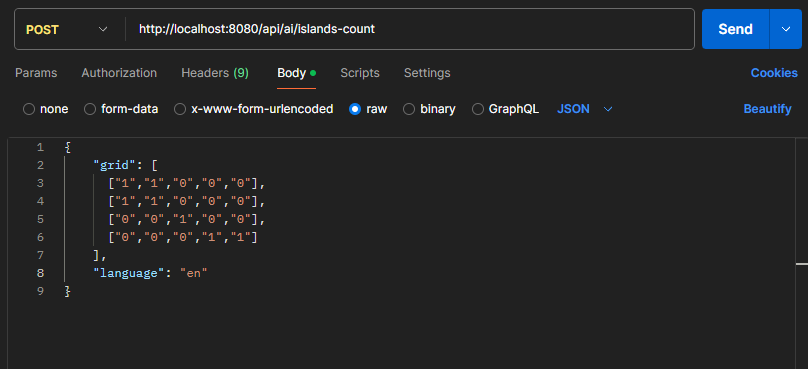 POST http://localhost:8080/api/ai/islands-count Send
Params Authorization Headers (9) Body Scripts Settings Cookies
none form-data x-www-form-urlencoded raw binary GraphQL JSON Beautify
1 {
2     "grid": [
3       ["1","1","0","0","0"],
4       ["1","1","0","0","0"],
5       ["0","0","1","0","0"],
6       ["0","0","0","1","1"]
7     ],
8     "language": "en"
9 }